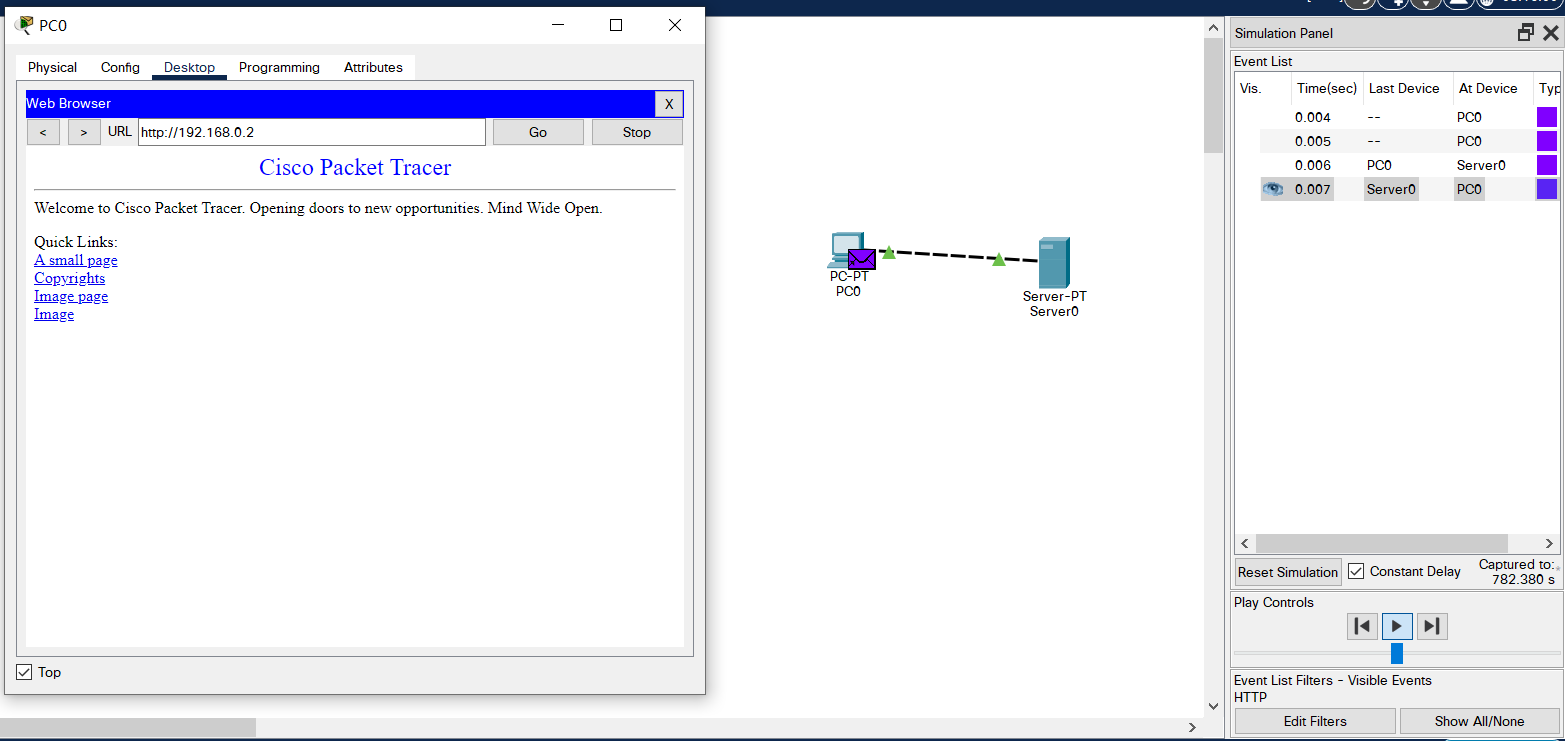 PC0
Physical Config Desktop Programming Attributes
Web Browser X
< > URL http://192.168.0.2 Go Stop
Cisco Packet Tracer
Welcome to Cisco Packet Tracer. Opening doors to new opportunities. Mind Wide Open.
Quick Links:
A small page
Copyrights
Image page
Image
Top
PC-PT
PC0
Server-PT
Server0
Simulation Panel
Event List
Vis. Time(sec) Last Device At Device Typ
0.004 -- PC0
0.005 -- PC0
0.006 PC0 Server0
0.007 Server0 PC0
Reset Simulation Constant Delay Captured to:*
782.380 s
Play Controls
Event List Filters - Visible Events
HTTP
Edit Filters Show All/None